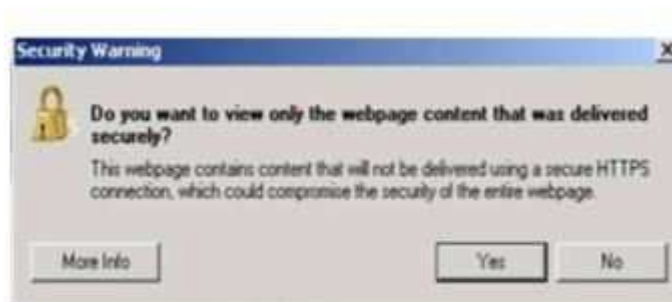 Security Warning
X
Do you want to view only the webpage content that was delivered
securely?
This webpage contains content that will not be delivered using a secure HTTPS
connection, which could compromise the security of the entire webpage.
More Info
Yes
No